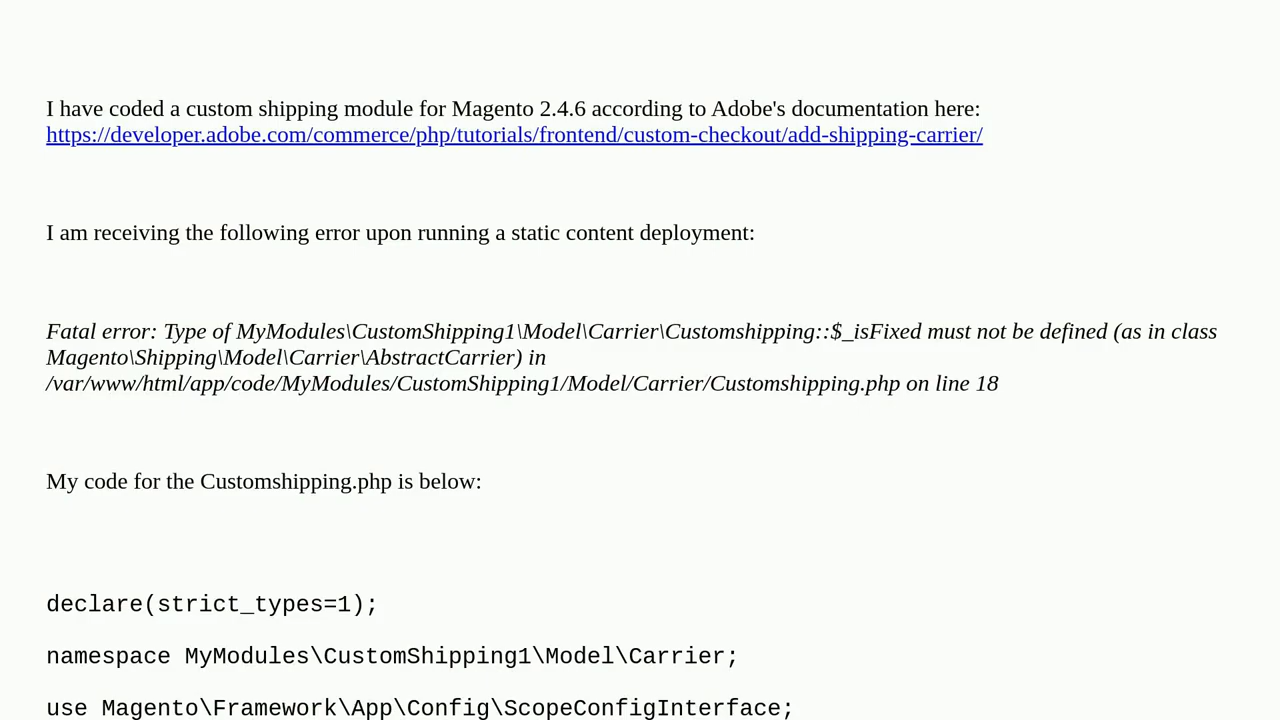 I have coded a custom shipping module for Magento 2.4.6 according to Adobe's documentation here:
https://developer.adobe.com/commerce/php/tutorials/frontend/custom-checkout/add-shipping-carrier/
I am receiving the following error upon running a static content deployment:
Fatal error: Type of MyModules\CustomShipping1\Model\Carrier\Customshipping::$_isFixed must not be defined (as in class
Magento\Shipping\Model\Carrier\AbstractCarrier) in
/var/www/html/app/code/MyModules/CustomShipping1/Model/Carrier/Customshipping.php on line 18
My code for the Customshipping.php is below:
declare(strict_types=1);
namespace MyModules\CustomShipping1\Model\Carrier;
use Magento\Framework\App\Config\ScopeConfigInterface;